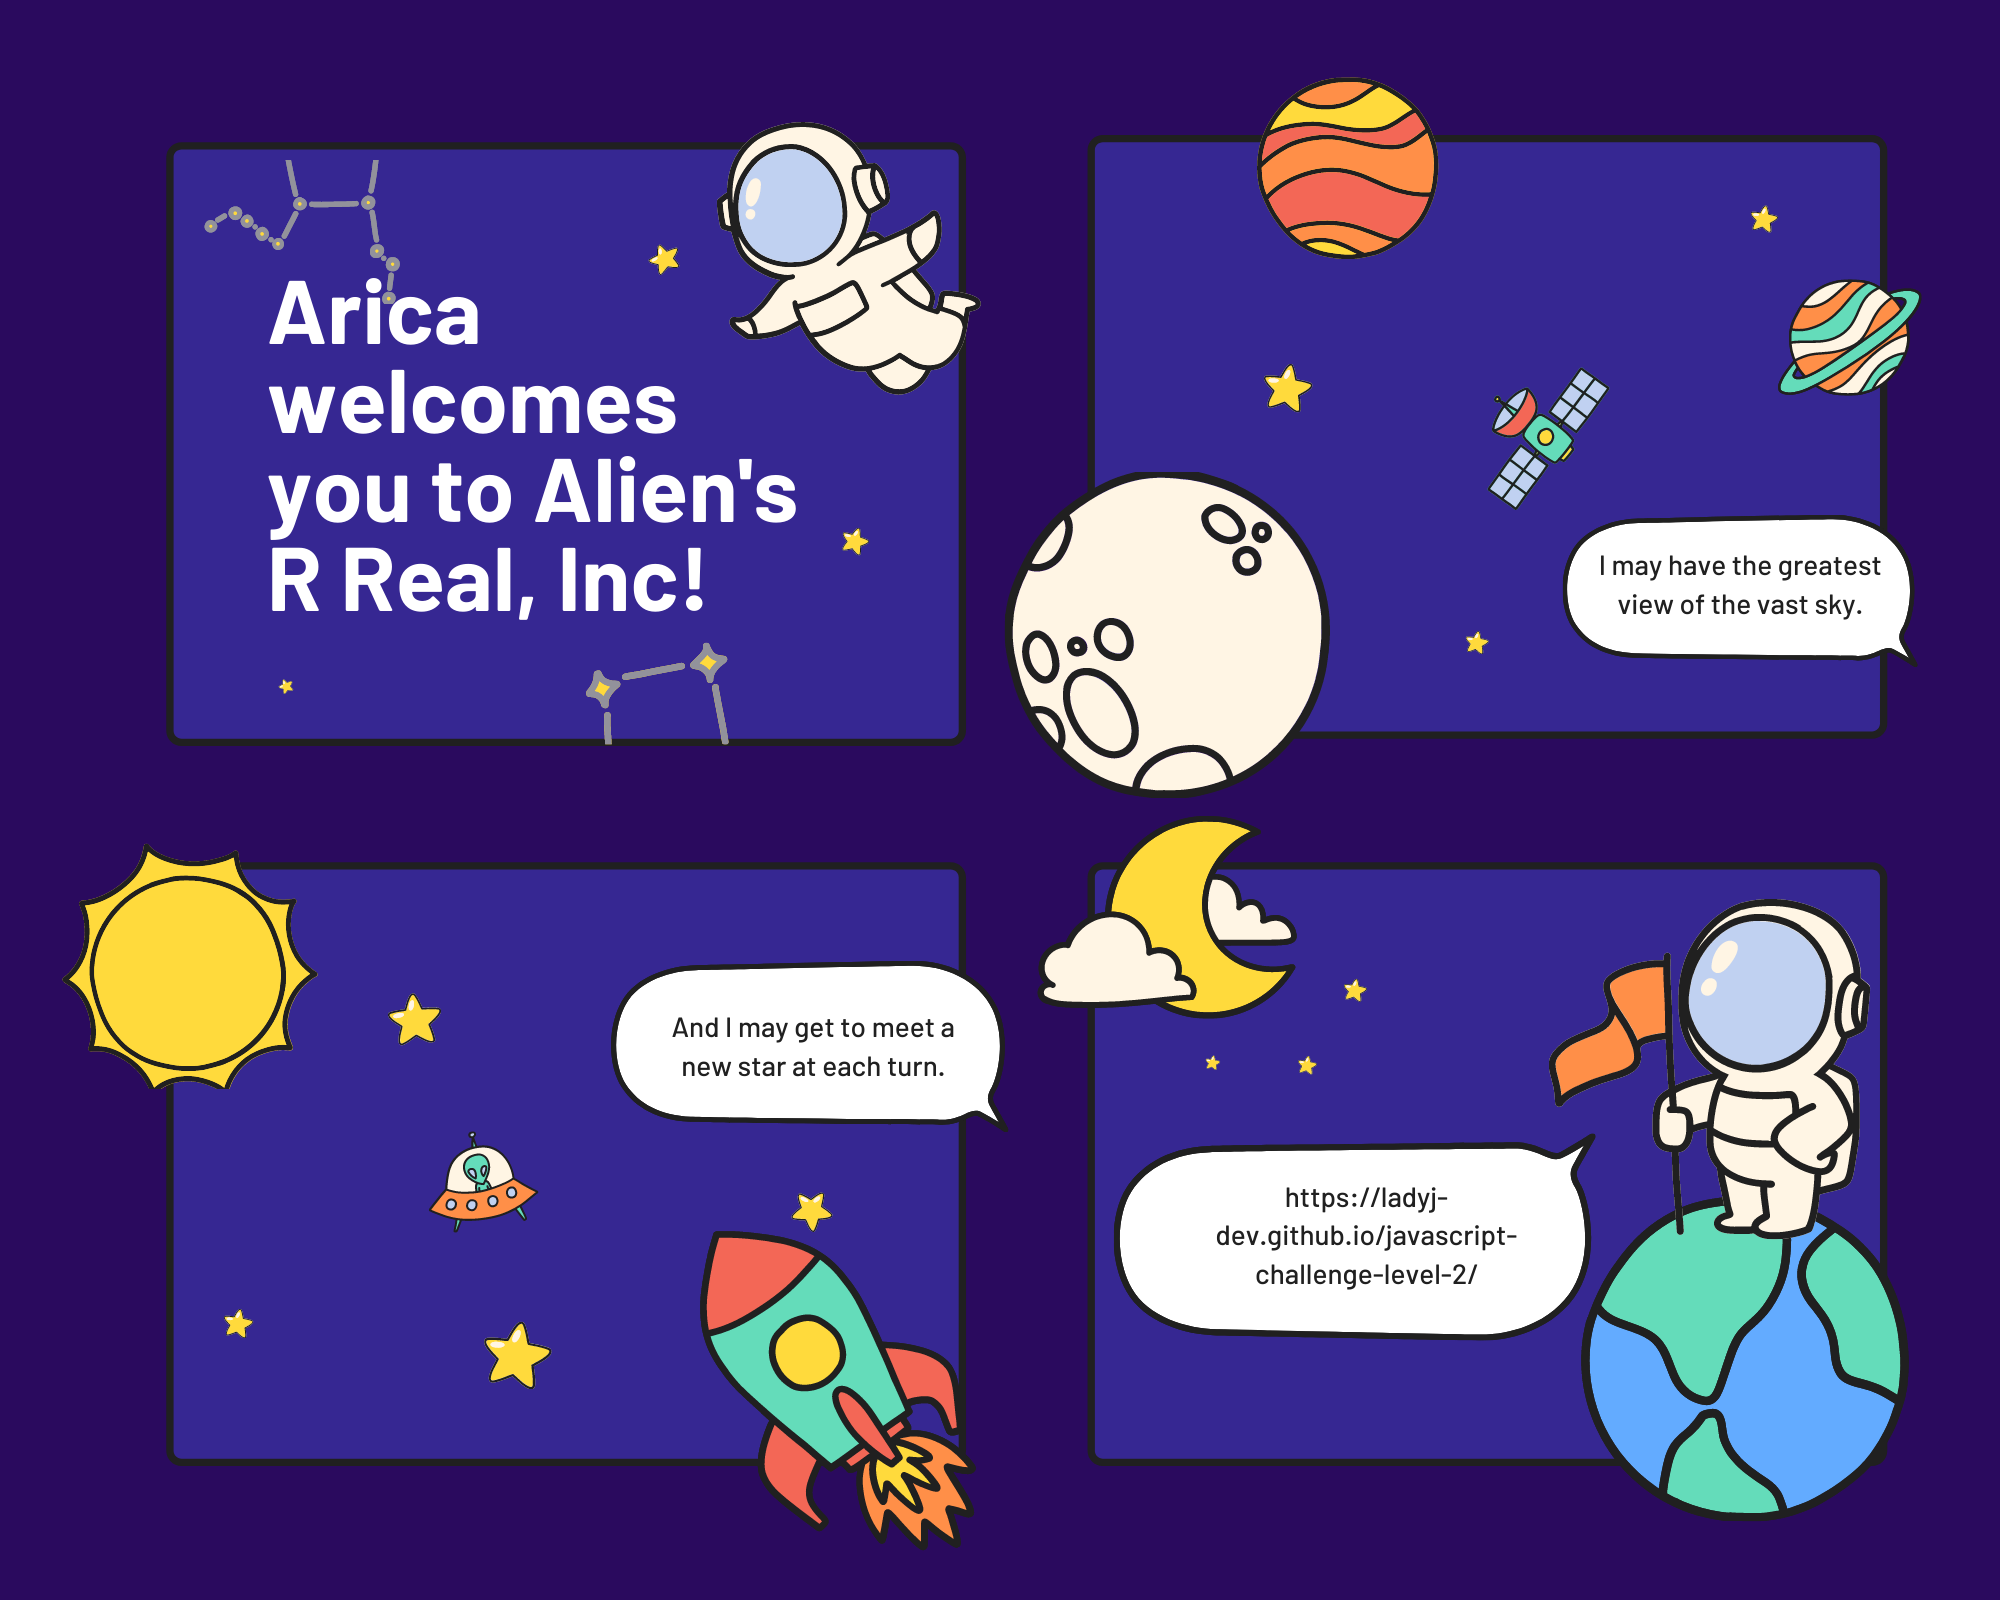 Arica
welcomes
you to Alien's
R Real, Inc!
I may have the greatest
view of the vast sky.
And I may get to meet a
new star at each turn.
https://ladyj-
dev.github.io/javascript-
challenge-level-2/